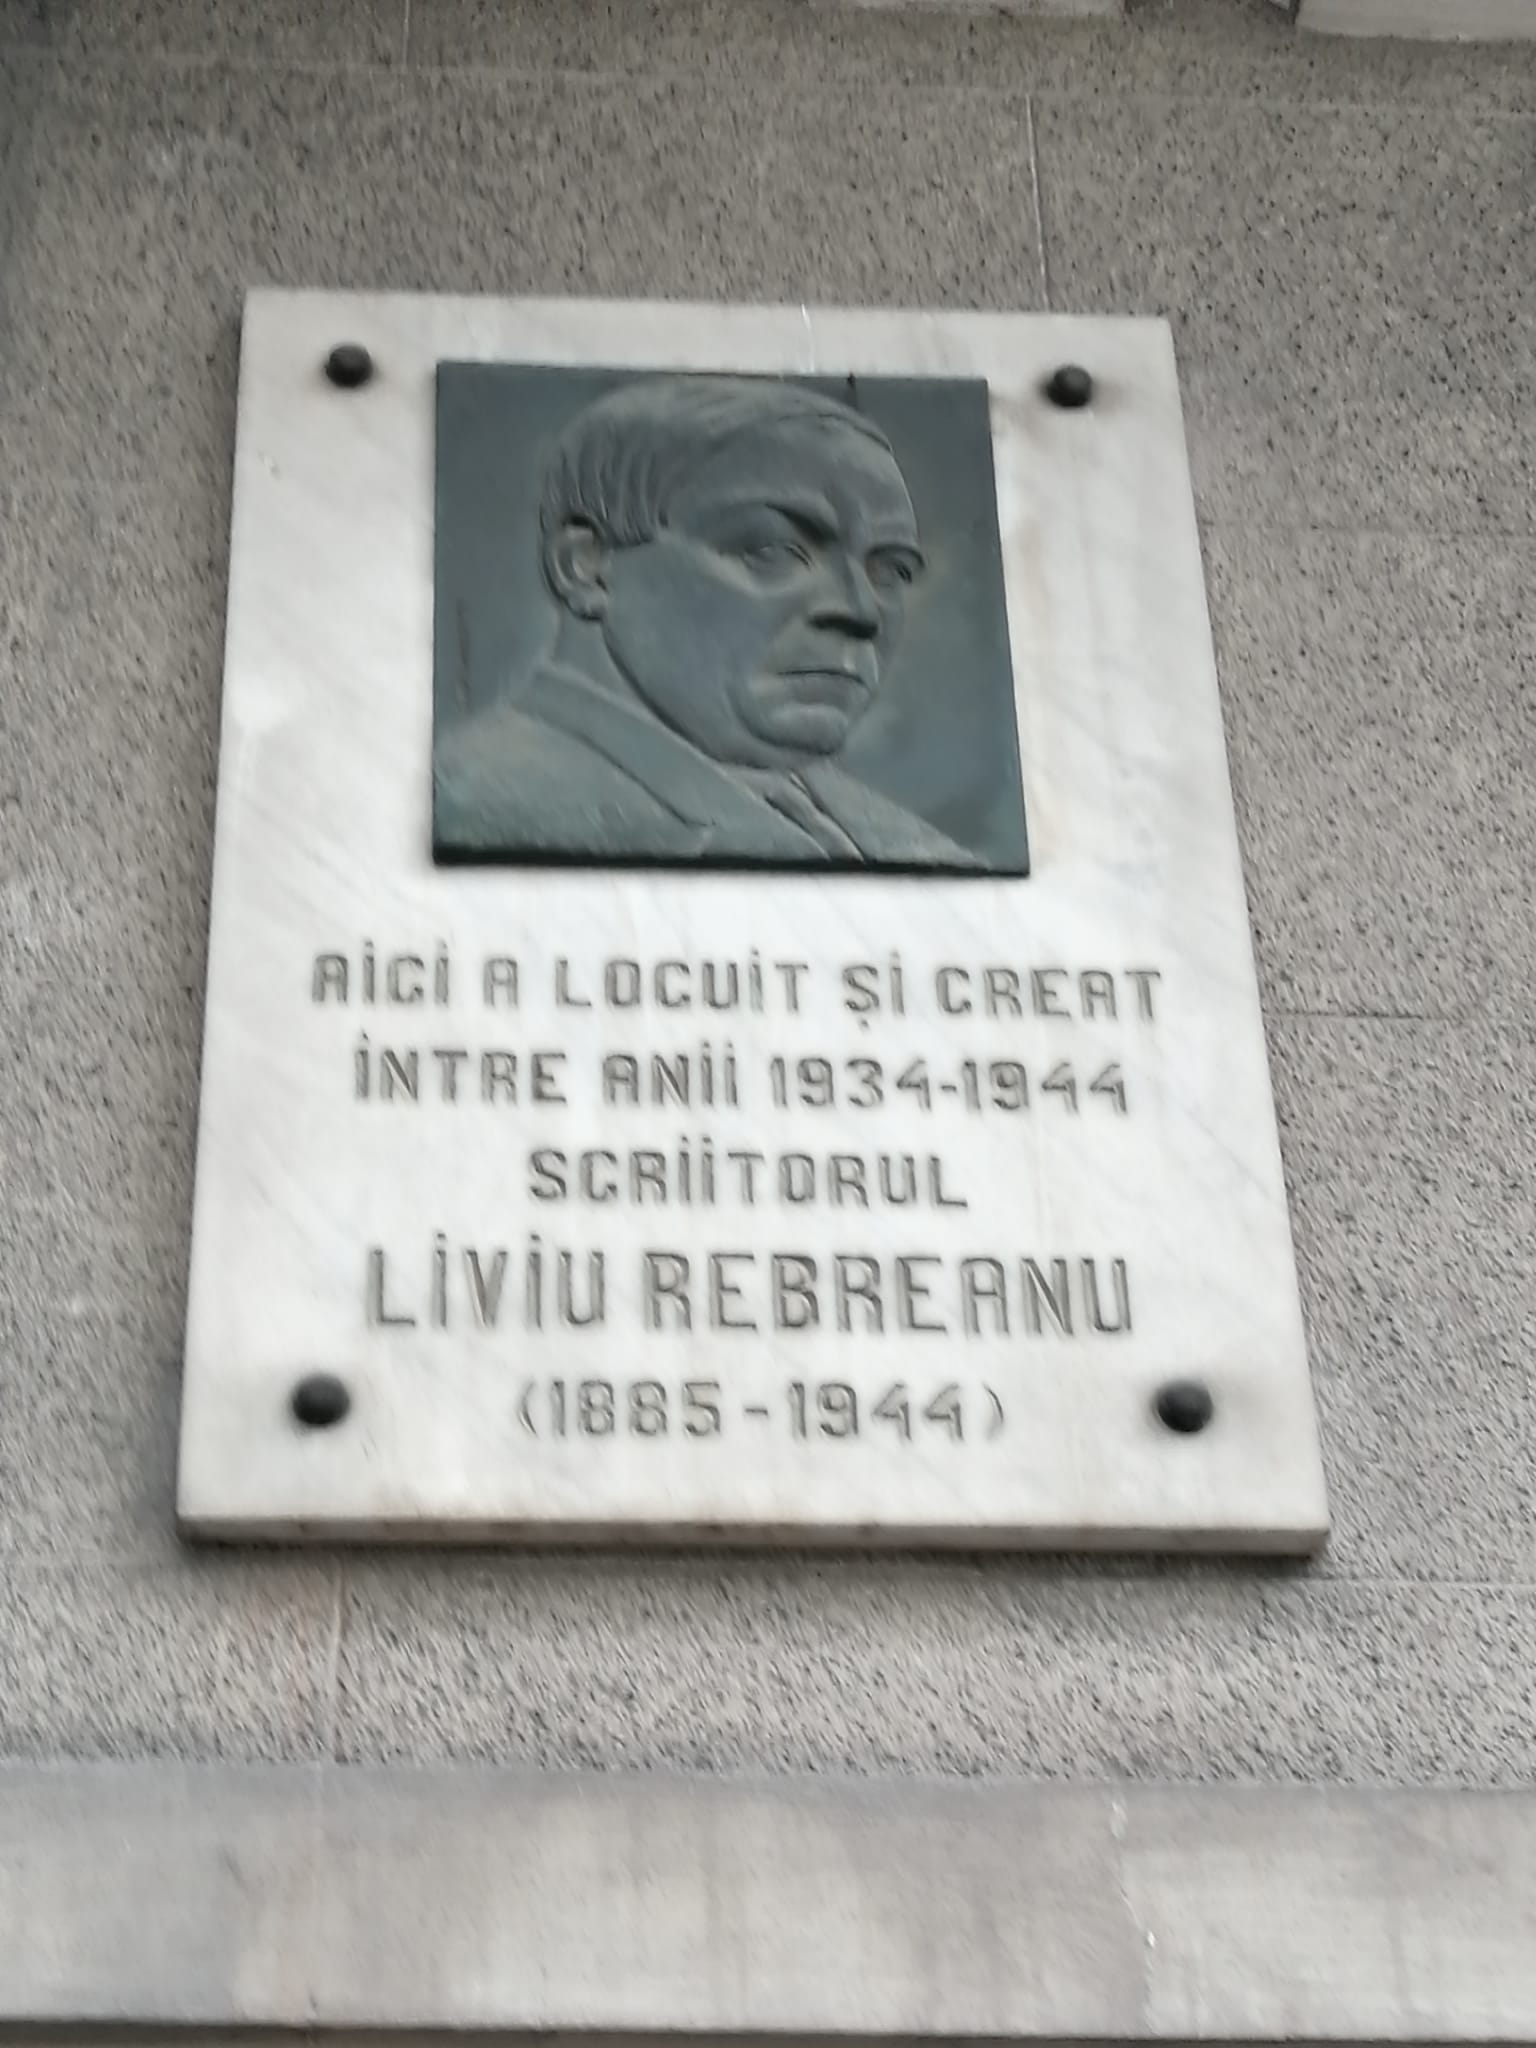 AICI A LOCUIT ȘI CREAT
ÎNTRE ANII 1934-1944
SCRIITORUL
LIVIU REBREANU
(1885-1944)